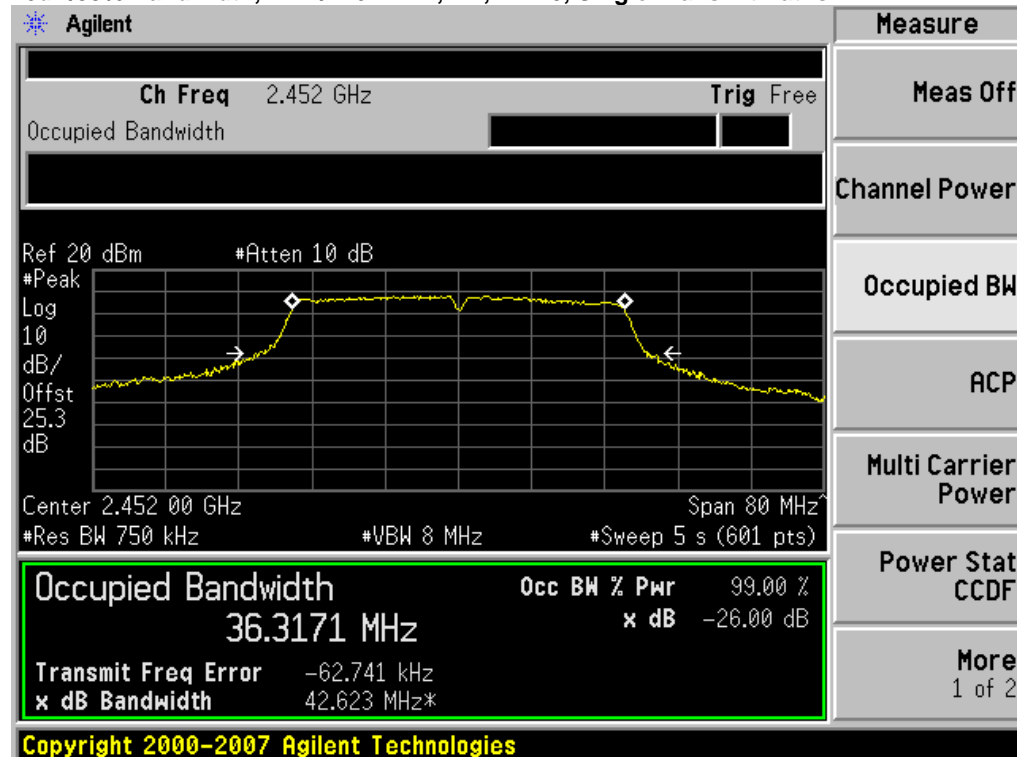 Agilent
Measure
Ch Freq 2.452 GHz Trig Free
Occupied Bandwidth
Meas Off
Channel Power
Occupied BW
ACP
Multi Carrier
Power
Power Stat
CCDF
More
1 of 2
Ref 20 dBm #Atten 10 dB
#Peak
Log
10
dB/
Offst
25.3
dB
Center 2.452 00 GHz Span 80 MHz^
#Res BW 750 kHz #VBW 8 MHz #Sweep 5 s (601 pts)
Occupied Bandwidth
36.3171 MHz
Occ BW % Pwr 99.00 %
x dB -26.00 dB
Transmit Freq Error -62.741 kHz
x dB Bandwidth 42.623 MHz*
Copyright 2000-2007 Agilent Technologies